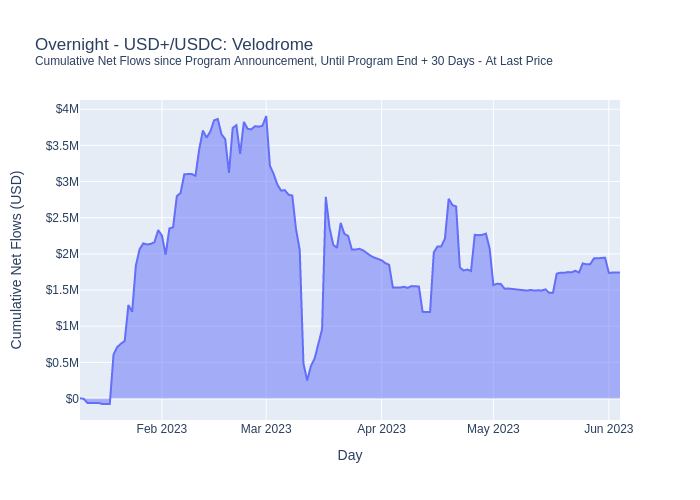 Overnight - USD+/USDC: Velodrome
Cumulative Net Flows since Program Announcement, Until Program End + 30 Days - At Last Price
Cumulative Net Flows (USD)
$4M
$3.5M
$3M
$2.5M
$2M
$1.5M
$1M
$0.5M
$0
Feb 2023
Mar 2023
Apr 2023
May 2023
Jun 2023
Day